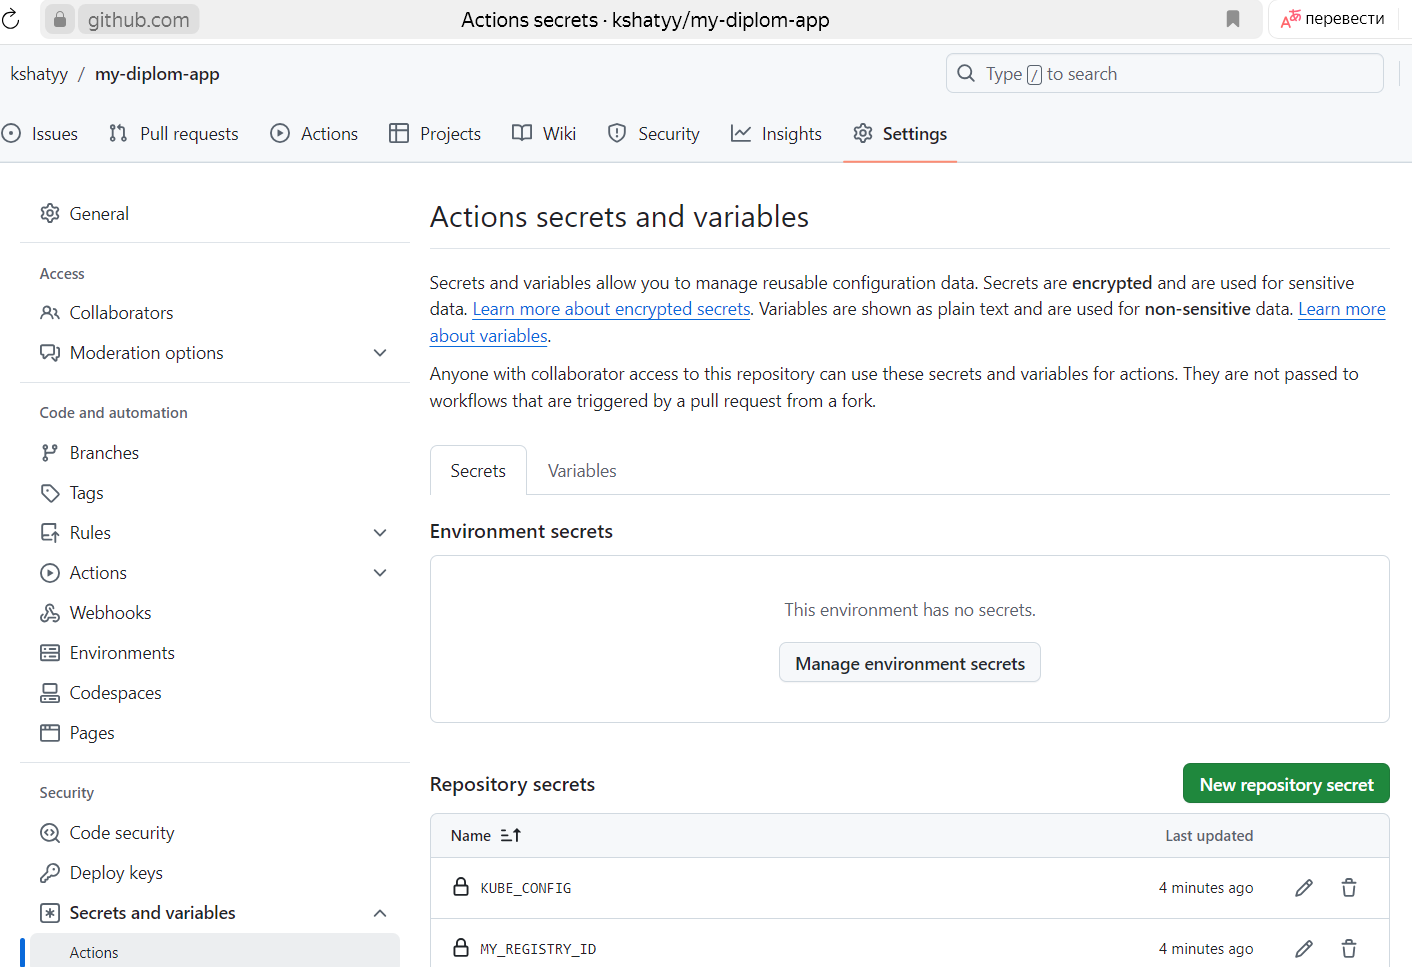 github.com
Actions secrets · kshatyy/my-diplom-app
перевести
kshatyy / my-diplom-app
Type / to search
Issues
Pull requests
Actions
Projects
Wiki
Security
Insights
Settings
General
Access
Collaborators
Moderation options
Code and automation
Branches
Tags
Rules
Actions
Webhooks
Environments
Codespaces
Pages
Security
Code security
Deploy keys
Secrets and variables
Actions
Actions secrets and variables
Secrets and variables allow you to manage reusable configuration data. Secrets are encrypted and are used for sensitive
data. Learn more about encrypted secrets. Variables are shown as plain text and are used for non-sensitive data. Learn more
about variables.
Anyone with collaborator access to this repository can use these secrets and variables for actions. They are not passed to
workflows that are triggered by a pull request from a fork.
Secrets
Variables
Environment secrets
This environment has no secrets.
Manage environment secrets
Repository secrets
New repository secret
Name
Last updated
KUBE_CONFIG
4 minutes ago
MY_REGISTRY_ID
4 minutes ago